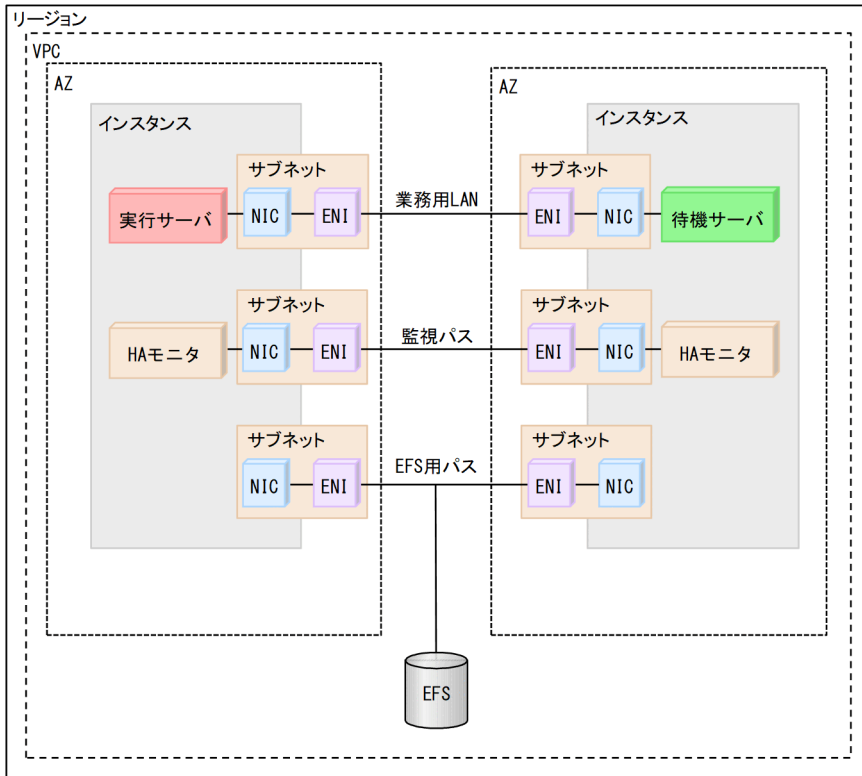 リージョン
VPC
AZ
AZ
インスタンス
インスタンス
サブネット
サブネット
実行サーバ
NIC
ENI
業務用LAN
ENI
NIC
待機サーバ
サブネット
サブネット
HAモニタ
NIC
ENI
監視パス
ENI
NIC
HAモニタ
サブネット
サブネット
NIC
ENI
EFS用パス
ENI
NIC
EFS